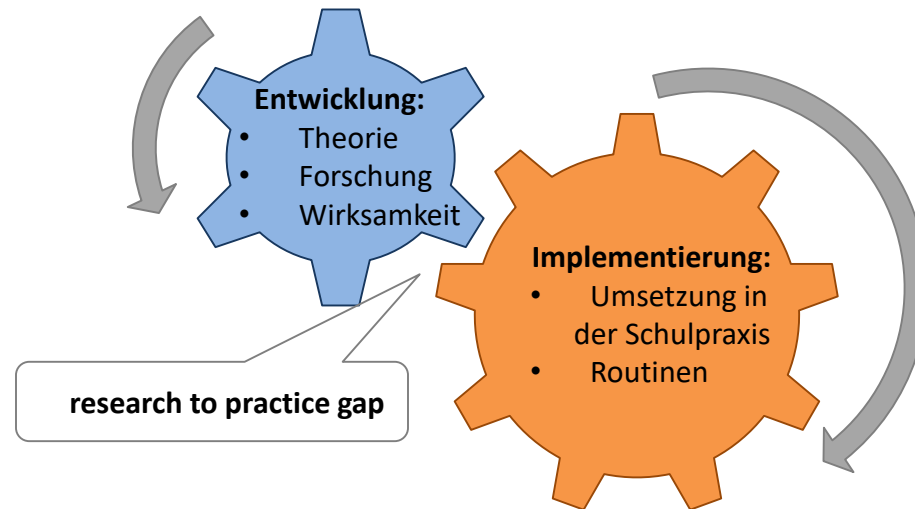 Entwicklung:
• Theorie
• Forschung
• Wirksamkeit
Implementierung:
• Umsetzung in
der Schulpraxis
• Routinen
research to practice gap